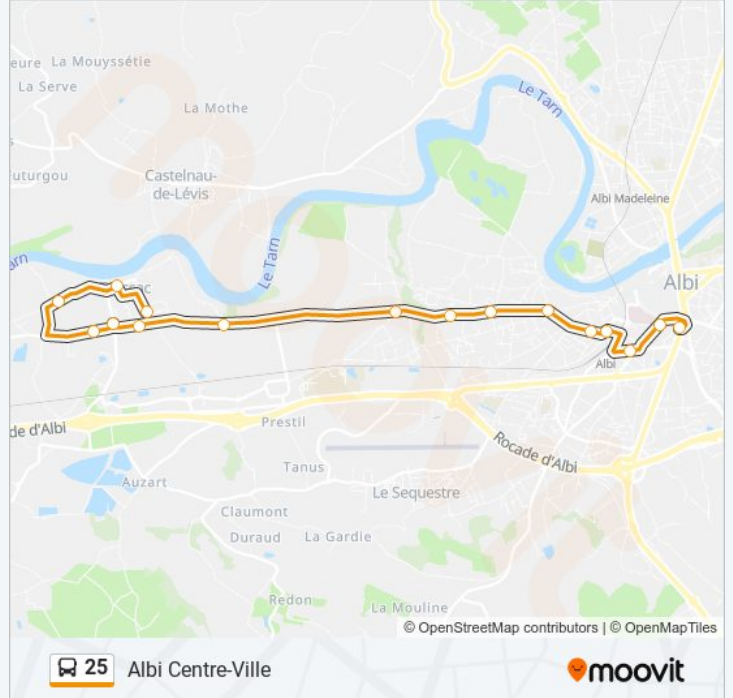 eure La Mouyssétie
La Serve
La Mothe
Le Tarn
uturgou
Castelnau-
de-Lévis
Albi Madeleine
Le Tarn
arn
Albi
Albi
de d'Albi
Prestil
Rocade d'Albi
Tanus
Auzart
Le Sequestre
Claumont
Duraud
La Gardie
Redon
La Mouline
© OpenStreetMap contributors | © OpenMapTiles
25 Albi Centre-Ville
moovit